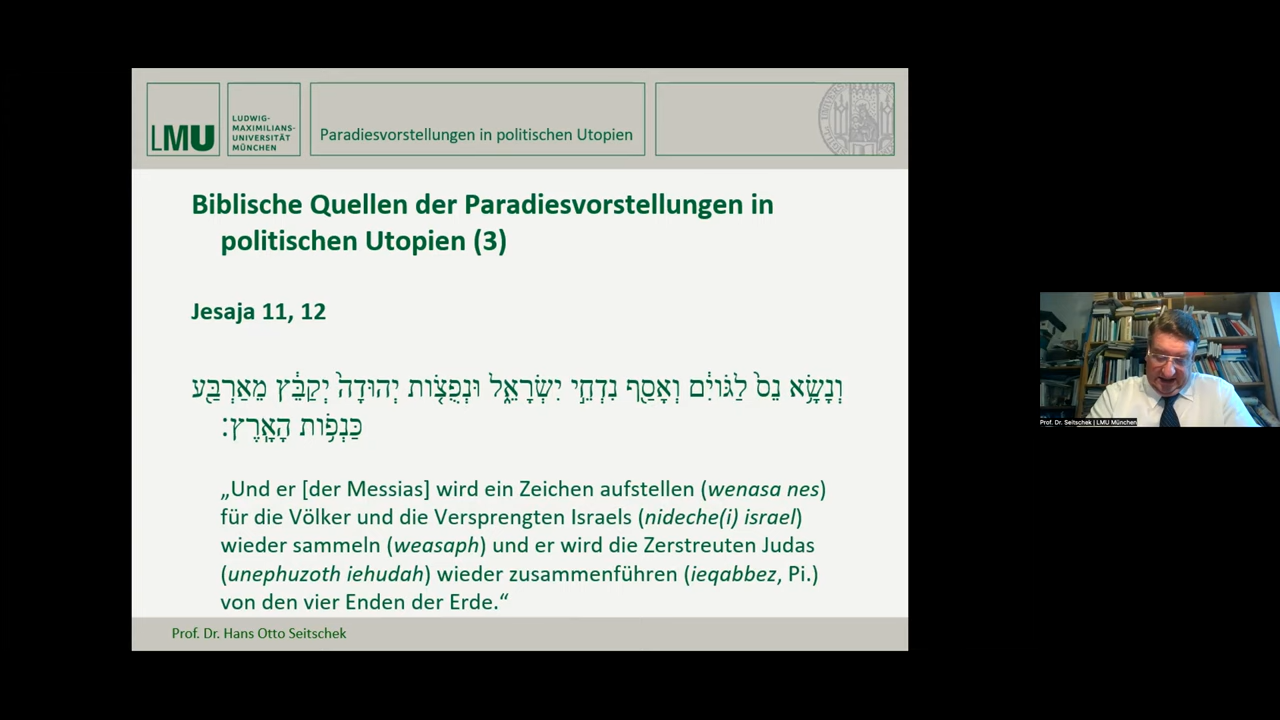 LMU
LUDWIG-
MAXIMILIANS-
UNIVERSITÄT
MÜNCHEN
Paradiesvorstellungen in politischen Utopien
Biblische Quellen der Paradiesvorstellungen in
politischen Utopien (3)
Jesaja 11, 12
וְנָשָׂ֥א נֵס֙ לַגּוֹיִ֔ם וְאָסַ֖ף נִדְחֵ֣י יִשְׂרָאֵ֑ל וּנְפֻצ֤וֹת יְהוּדָה֙ יְקַבֵּ֔ץ מֵאַרְבַּ֖ע
כַּנְפ֥וֹת הָאָֽרֶץ׃
„Und er [der Messias] wird ein Zeichen aufstellen (wenasa nes)
für die Völker und die Versprengten Israels (nideche(i) israel)
wieder sammeln (weasaph) und er wird die Zerstreuten Judas
(unephuzoth iehudah) wieder zusammenführen (ieqabbez, Pi.)
von den vier Enden der Erde.“
Prof. Dr. Hans Otto Seitschek
Prof. Dr. Seitschek | LMU München